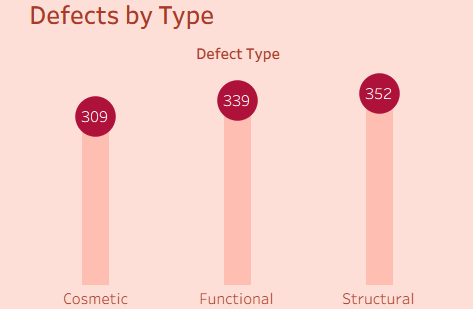 Defects by Type
Defect Type
309
339
352
Cosmetic
Functional
Structural